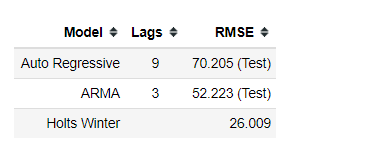 Model Lags RMSE
Auto Regressive 9 70.205 (Test)
ARMA 3 52.223 (Test)
Holts Winter 26.009